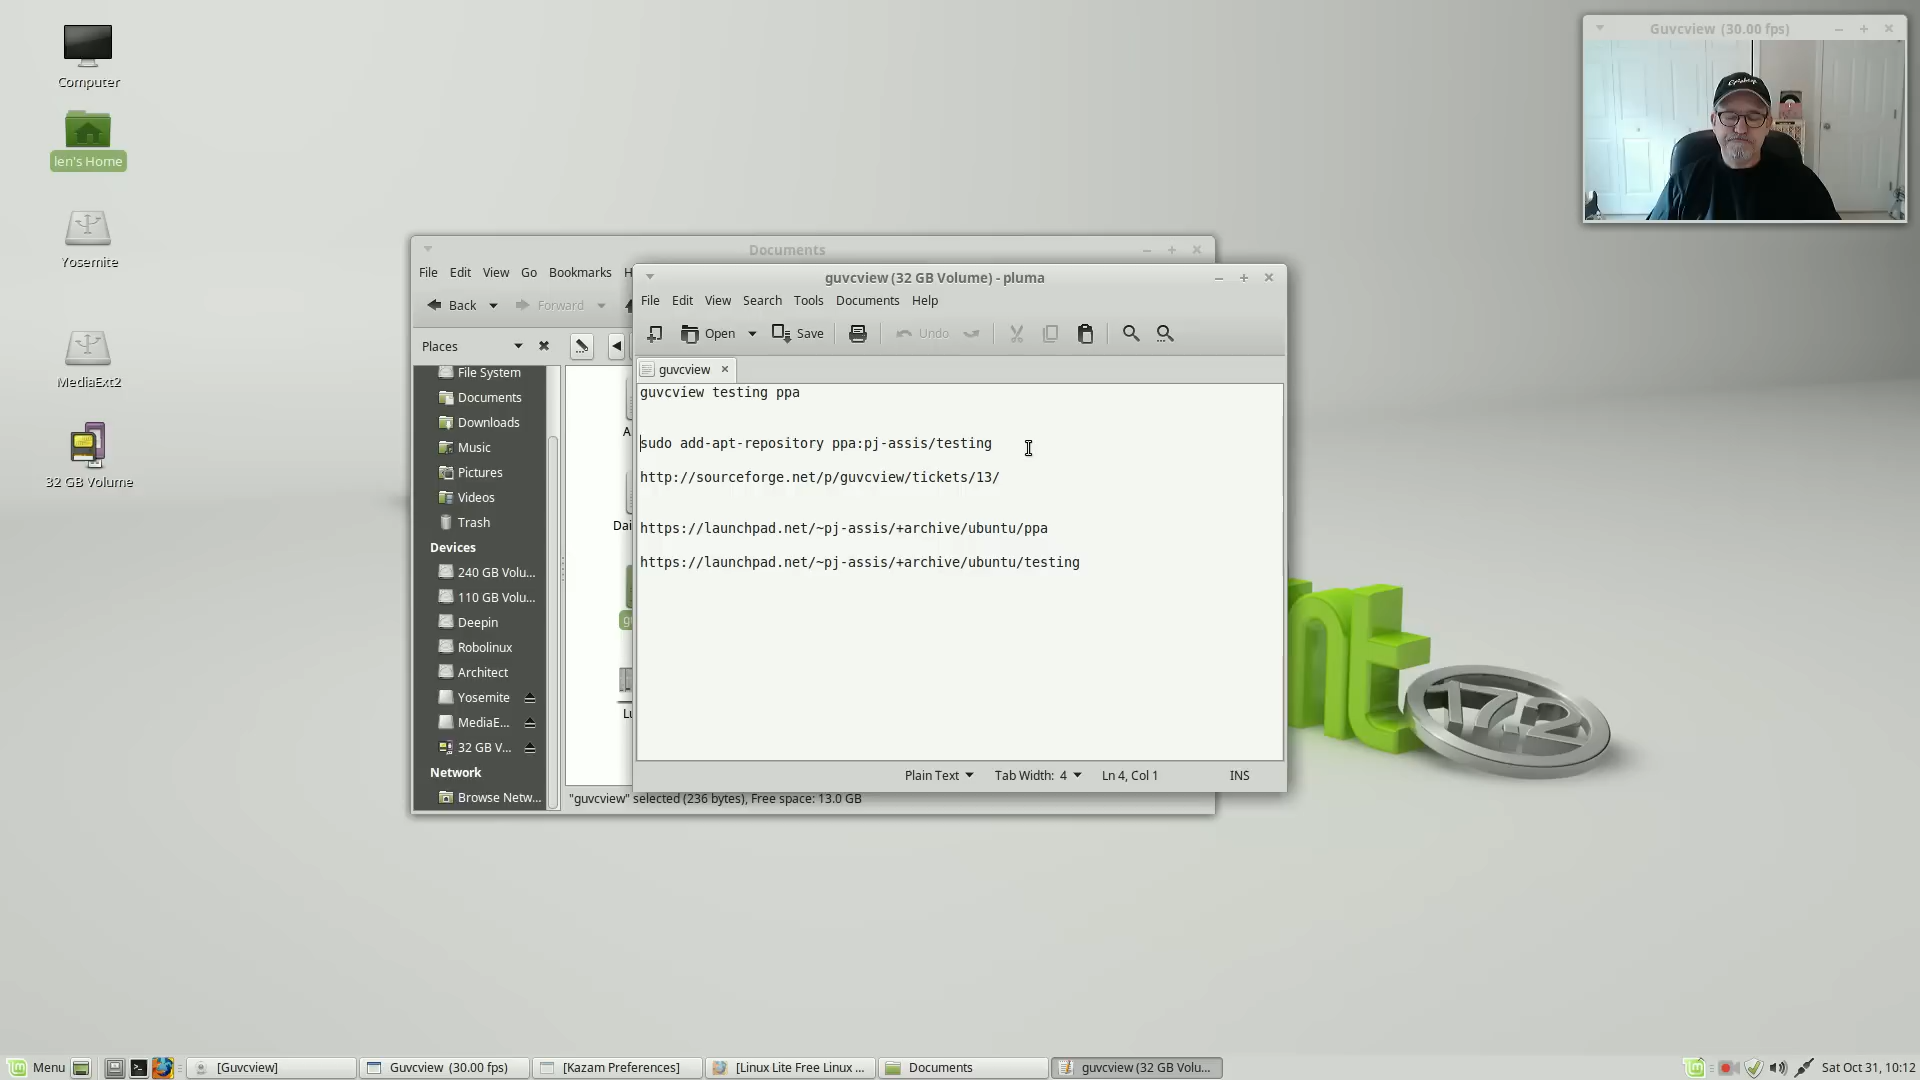 Computer
len's Home
Yosemite
MediaExt2
32 GB Volume
Guvcview (30.00 fps)
Documents
File Edit View Go Bookmarks H
Back Forward
Places
File System
Documents
Downloads
Music
Pictures
Videos
Trash
Devices
240 GB Volu...
110 GB Volu...
Deepin
Robolinux
Architect
Yosemite
MediaE...
32 GB V...
Network
Browse Netw...
A
Dai
g
Lu
"guvcview" selected (236 bytes), Free space: 13.0 GB
guvcview (32 GB Volume) - pluma
File Edit View Search Tools Documents Help
Open Save Undo
guvcview
guvcview testing ppa
sudo add-apt-repository ppa:pj-assis/testing
http://sourceforge.net/p/guvcview/tickets/13/
https://launchpad.net/~pj-assis/+archive/ubuntu/ppa
https://launchpad.net/~pj-assis/+archive/ubuntu/testing
Plain Text Tab Width: 4 Ln 4, Col 1 INS
nt
17.2
Menu [Guvcview] Guvcview (30.00 fps) [Kazam Preferences] [Linux Lite Free Linux ... Documents guvcview (32 GB Volu... Sat Oct 31, 10:12